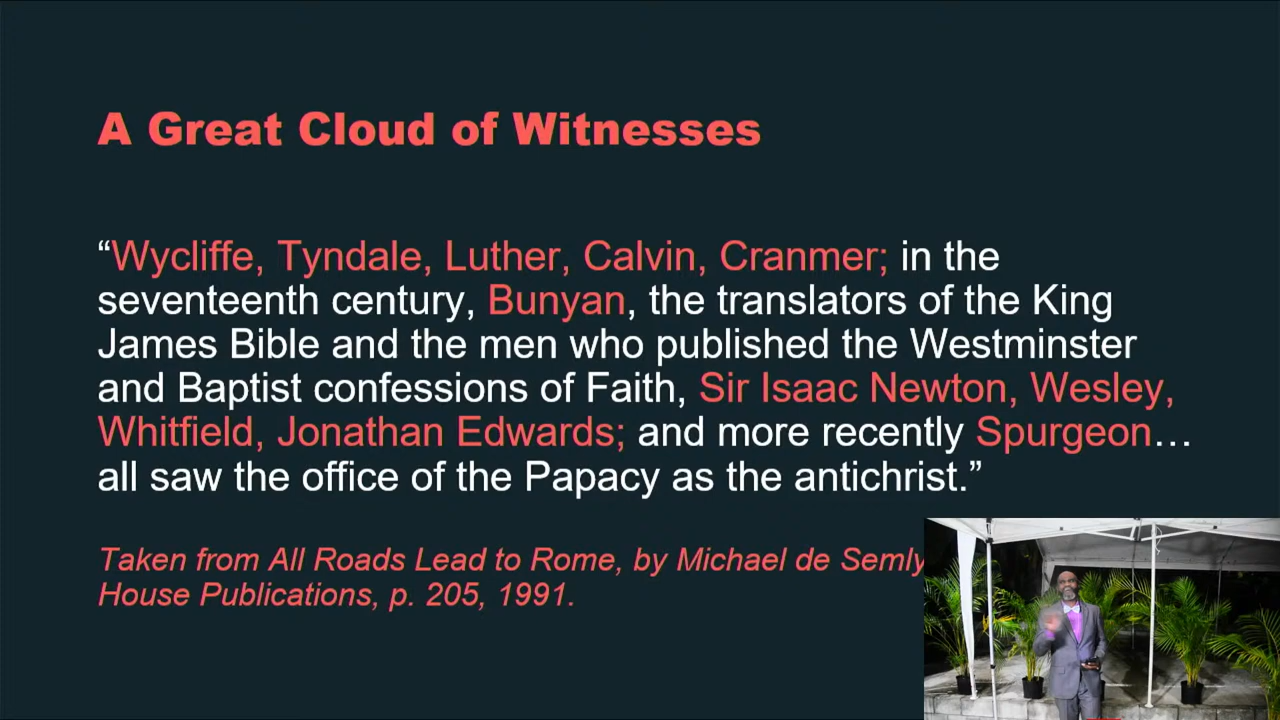 A Great Cloud of Witnesses
“Wycliffe, Tyndale, Luther, Calvin, Cranmer; in the
seventeenth century, Bunyan, the translators of the King
James Bible and the men who published the Westminster
and Baptist confessions of Faith, Sir Isaac Newton, Wesley,
Whitfield, Jonathan Edwards; and more recently Spurgeon…
all saw the office of the Papacy as the antichrist.”
Taken from All Roads Lead to Rome, by Michael de Semly
House Publications, p. 205, 1991.